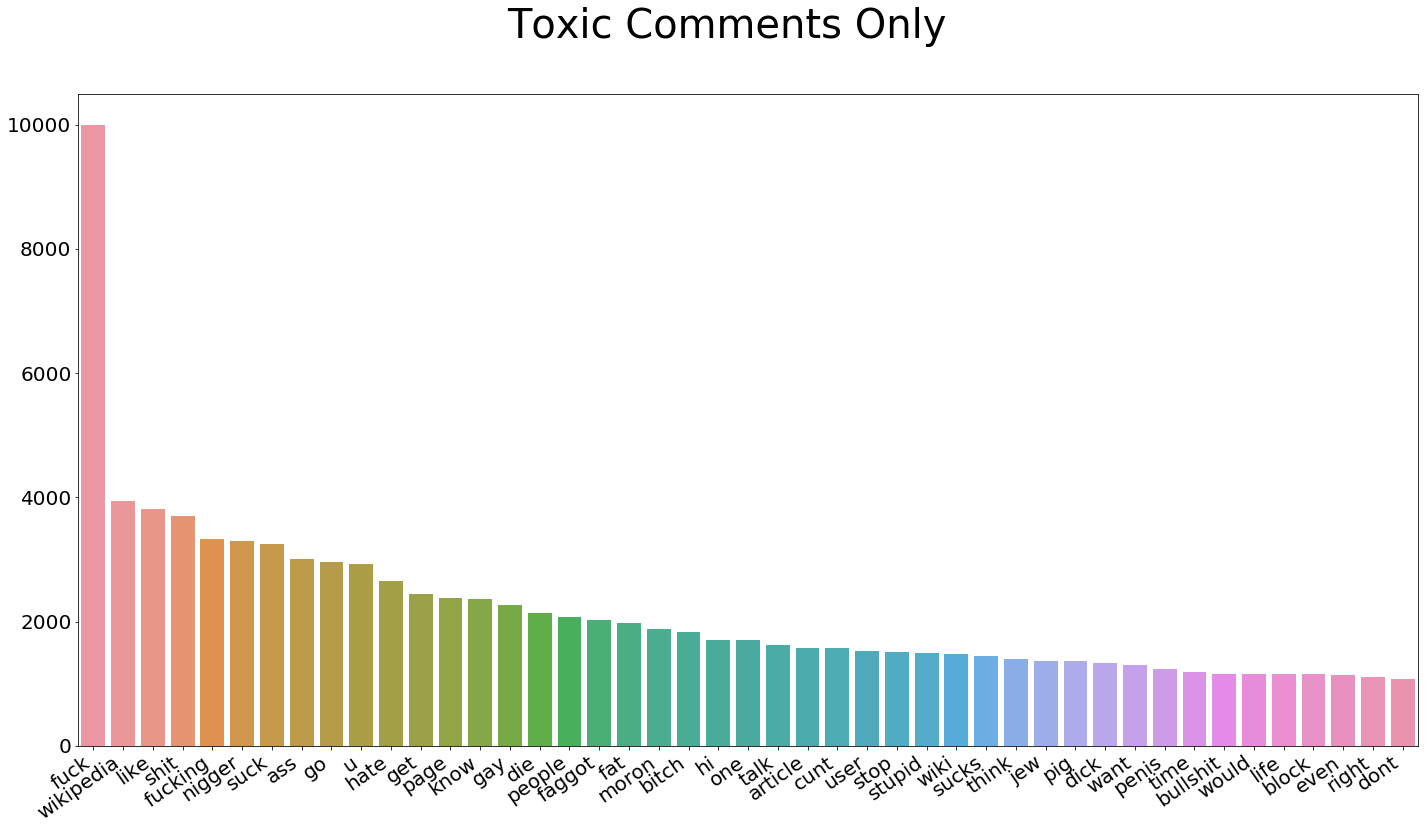 Toxic Comments Only
10000
8000
6000
4000
2000
0
fuck
wikipedia
like
shit
fucking
nigger
suck
ass
go
u
hate
get
page
know
gay
die
people
faggot
fat
moron
bitch
hi
one
talk
article
cunt
user
stop
stupid
wiki
sucks
think
jew
pig
dick
want
penis
time
bullshit
would
life
block
even
right
dont